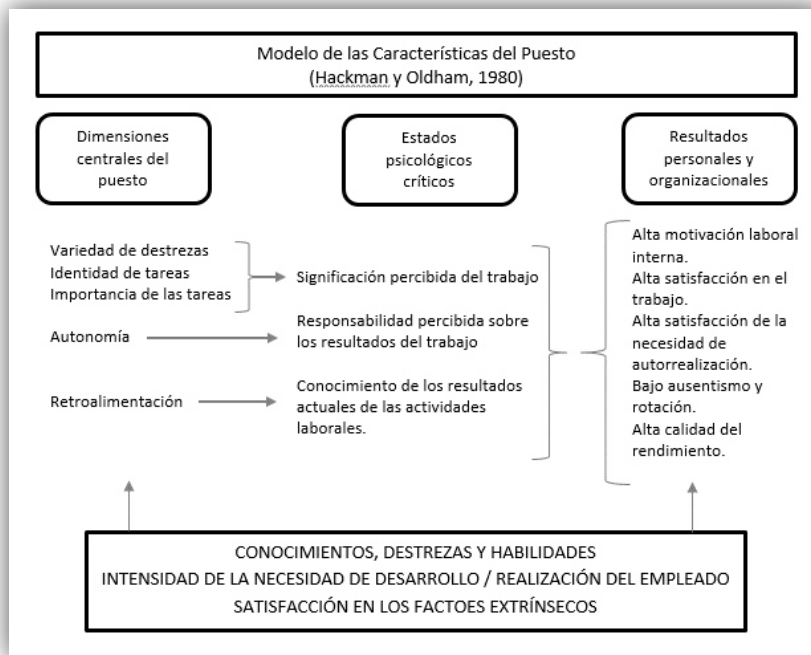 Modelo de las Características del Puesto
(Hackman y Oldham, 1980)
Dimensiones
centrales del
puesto
Estados
psicológicos
críticos
Resultados
personales y
organizacionales
Variedad de destrezas
Identidad de tareas
Importancia de las tareas
Significación percibida del trabajo
Autonomía
Responsabilidad percibida sobre
los resultados del trabajo
Retroalimentación
Conocimiento de los resultados
actuales de las actividades
laborales.
Alta motivación laboral
interna.
Alta satisfacción en el
trabajo.
Alta satisfacción de la
necesidad de
autorrealización.
Bajo ausentismo y
rotación.
Alta calidad del
rendimiento.
CONOCIMIENTOS, DESTREZAS Y HABILIDADES
INTENSIDAD DE LA NECESIDAD DE DESARROLLO / REALIZACIÓN DEL EMPLEADO
SATISFACCIÓN EN LOS FACTOES EXTRÍNSECOS